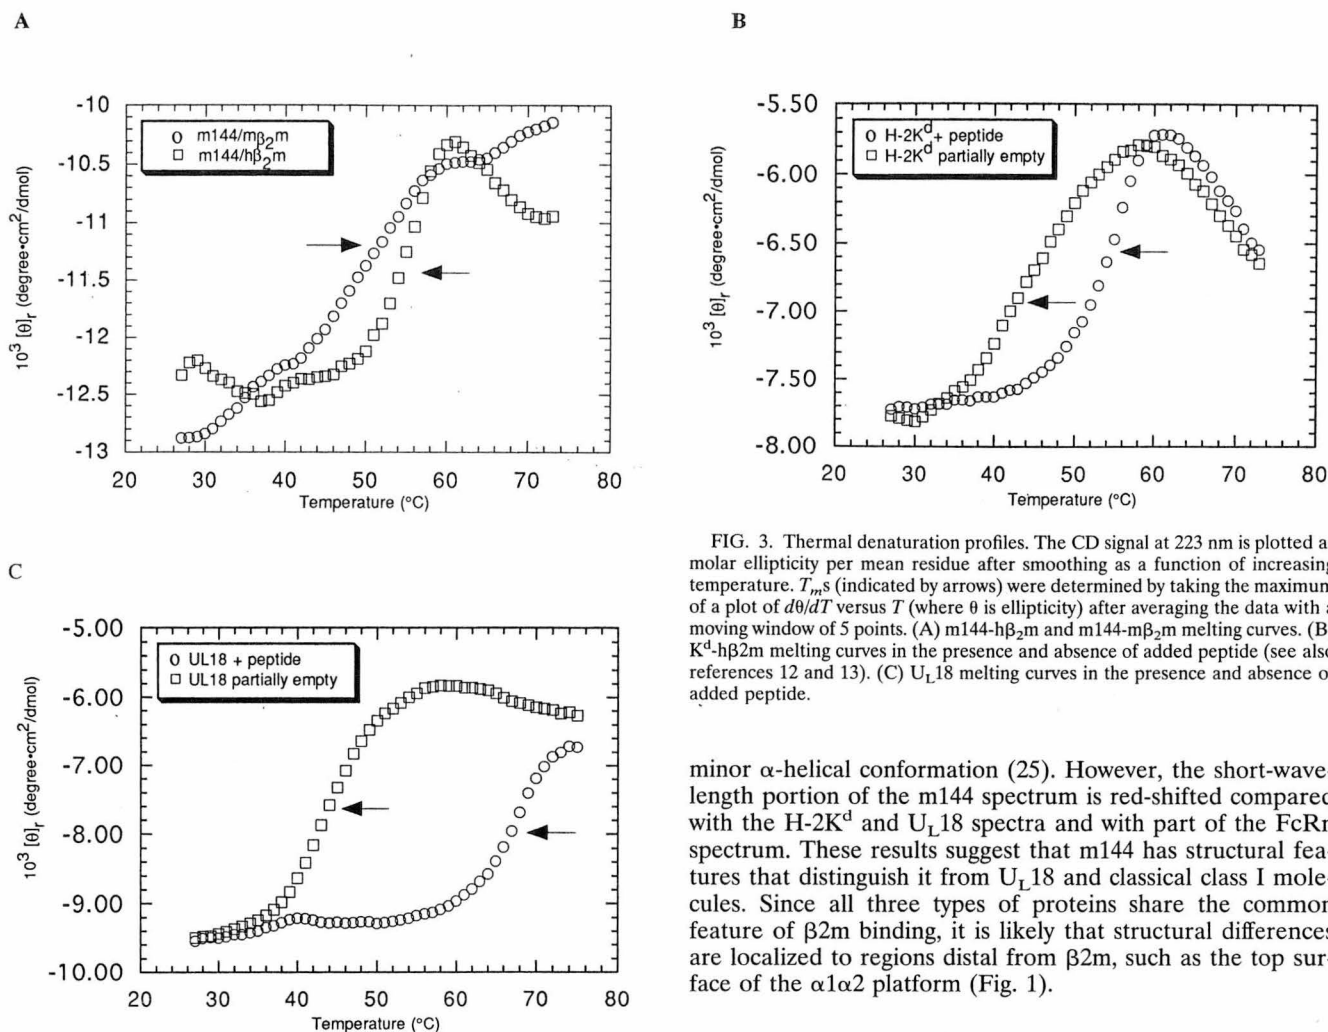 A
B
-10
-10.5
-11
-11.5
-12
-12.5
-13
10³ [θ]r (degree•cm²/dmol)
m144/mβ2m
m144/hβ2m
20 30 40 50 60 70 80
Temperature (°C)
-5.50
-6.00
-6.50
-7.00
-7.50
-8.00
10³ [θ]r (degree•cm²/dmol)
H-2Kᵈ + peptide
H-2Kᵈ partially empty
20 30 40 50 60 70 80
Temperature (°C)
C
-5.00
-6.00
-7.00
-8.00
-9.00
-10.00
10³ [θ]r (degree•cm²/dmol)
UL18 + peptide
UL18 partially empty
20 30 40 50 60 70 80
Temperature (°C)
FIG. 3. Thermal denaturation profiles. The CD signal at 223 nm is plotted a
molar ellipticity per mean residue after smoothing as a function of increasing
temperature. Tms (indicated by arrows) were determined by taking the maximum
of a plot of dθ/dT versus T (where θ is ellipticity) after averaging the data with a
moving window of 5 points. (A) m144-hβ2m and m144-mβ2m melting curves. (B
Kᵈ-hβ2m melting curves in the presence and absence of added peptide (see also
references 12 and 13). (C) UL18 melting curves in the presence and absence o
added peptide.
minor α-helical conformation (25). However, the short-wave-
length portion of the m144 spectrum is red-shifted compared
with the H-2Kᵈ and UL18 spectra and with part of the FcRn
spectrum. These results suggest that m144 has structural fea-
tures that distinguish it from UL18 and classical class I mole-
cules. Since all three types of proteins share the common
feature of β2m binding, it is likely that structural differences
are localized to regions distal from β2m, such as the top sur-
face of the α1α2 platform (Fig. 1).